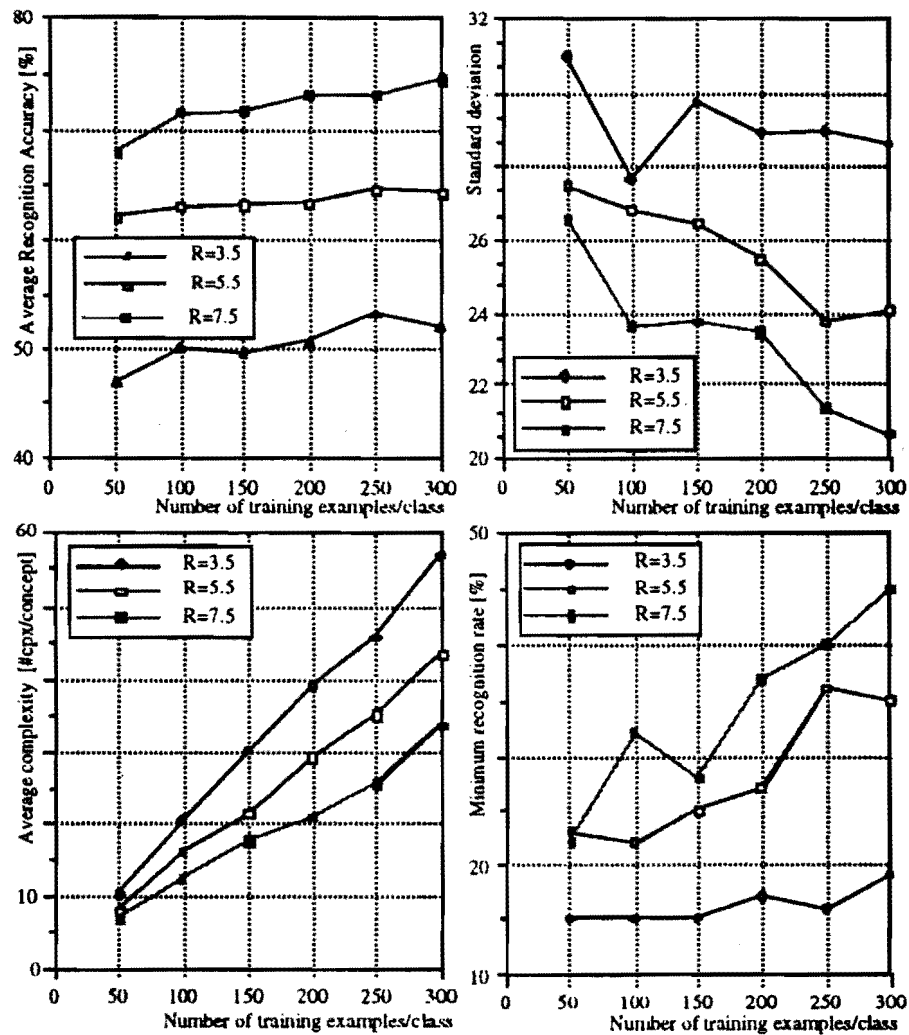 80
Average Recognition Accuracy [%]
R=3.5
R=5.5
R=7.5
50
40
0 50 100 150 200 250 300
Number of training examples/class
32
Standard deviation
26
24
22
20
R=3.5
R=5.5
R=7.5
0 50 100 150 200 250 300
Number of training examples/class
60
Average complexity [#cpx/concept]
R=3.5
R=5.5
R=7.5
10
0
0 50 100 150 200 250 300
Number of training examples/class
50
Minimum recognition rate [%]
R=3.5
R=5.5
R=7.5
20
10
0 50 100 150 200 250 300
Number of training examples/class